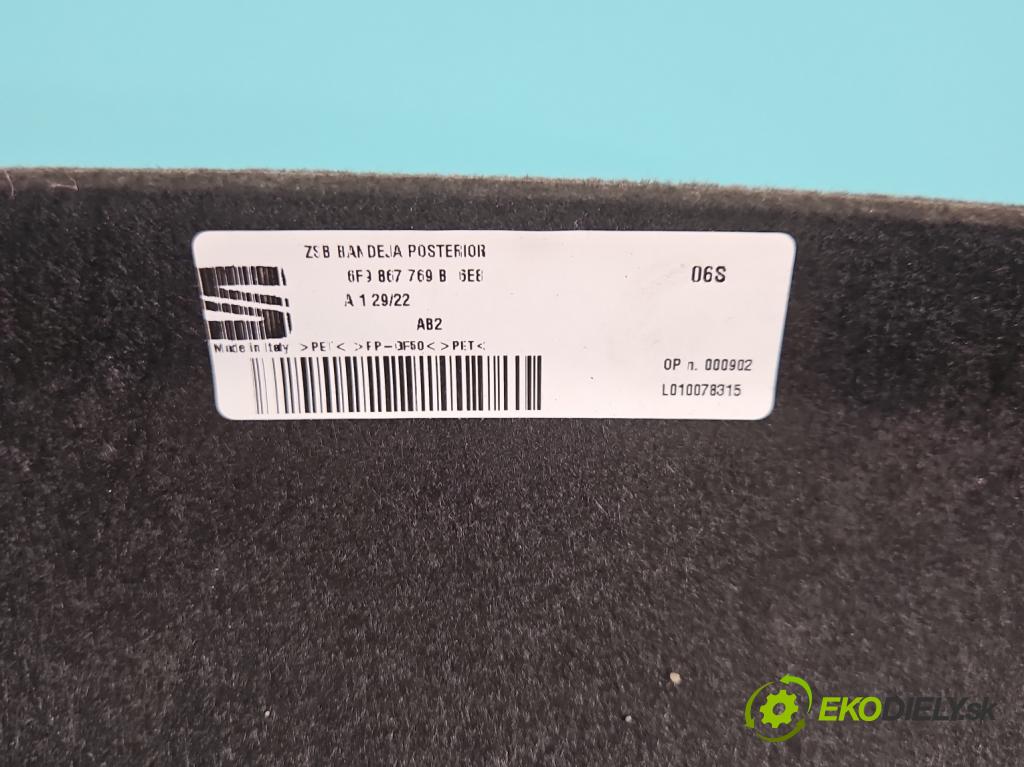 ZSB BANDEJA POSTERIOR
6F9 867 769 B 6E8
06S
A 1 29/22
AB2
Made in Italy >PET< >PP-GF50< >PET<
OP n. 000902
L010078315
EKODIELY.sk